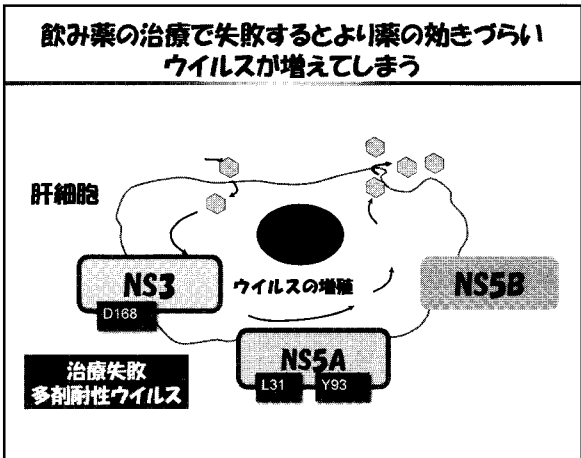 飲み薬の治療で失敗するとより薬の効きづらい
ウイルスが増えてしまう
肝細胞
NS3
D168
ウイルスの増殖
NS5B
NS5A
L31
Y93
治療失敗
多剤耐性ウイルス